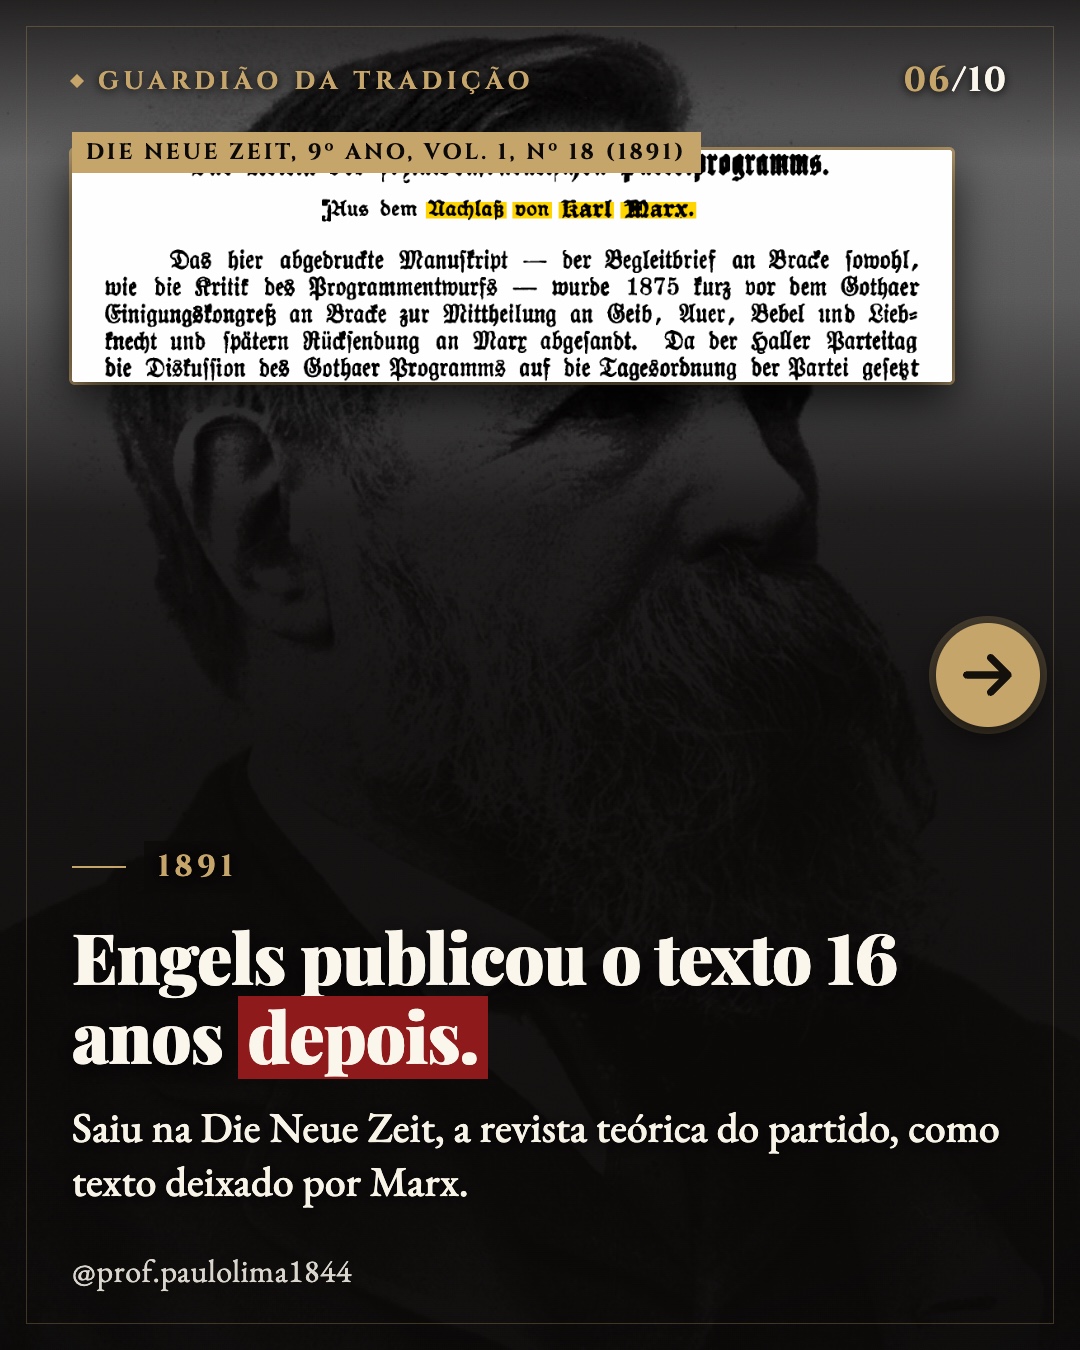 GUARDIÃO DA TRADIÇÃO
06/10
DIE NEUE ZEIT, 9º ANO, VOL. 1, Nº 18 (1891)
programms.
Aus dem Nachlaß von Karl Marx.
Das hier abgedruckte Manuſkript — der Begleitbrief an Bracke ſowohl,
wie die Kritik des Programmentwurfs — wurde 1875 kurz vor dem Gothaer
Einigungskongreß an Bracke zur Mittheilung an Geib, Auer, Bebel und Lieb-
knecht und ſpätern Rückſendung an Marx abgeſandt. Da der Haller Parteitag
die Diskuſſion des Gothaer Programms auf die Tagesordnung der Partei geſetzt
1891
Engels publicou o texto 16
anos depois.
Saiu na Die Neue Zeit, a revista teórica do partido, como
texto deixado por Marx.
@prof.paulolima1844